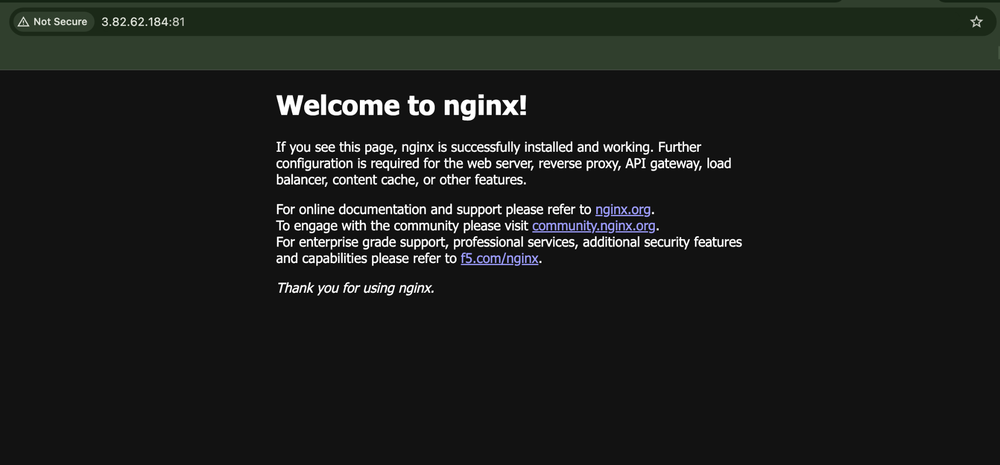 Not Secure 3.82.62.184:81
Welcome to nginx!
If you see this page, nginx is successfully installed and working. Further
configuration is required for the web server, reverse proxy, API gateway, load
balancer, content cache, or other features.
For online documentation and support please refer to nginx.org.
To engage with the community please visit community.nginx.org.
For enterprise grade support, professional services, additional security features
and capabilities please refer to f5.com/nginx.
Thank you for using nginx.